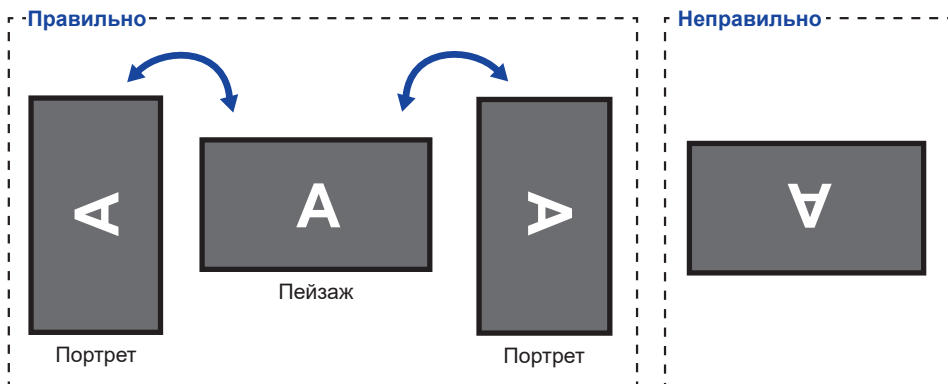 Правильно
Неправильно
A
A
A
A
Пейзаж
Портрет
Портрет